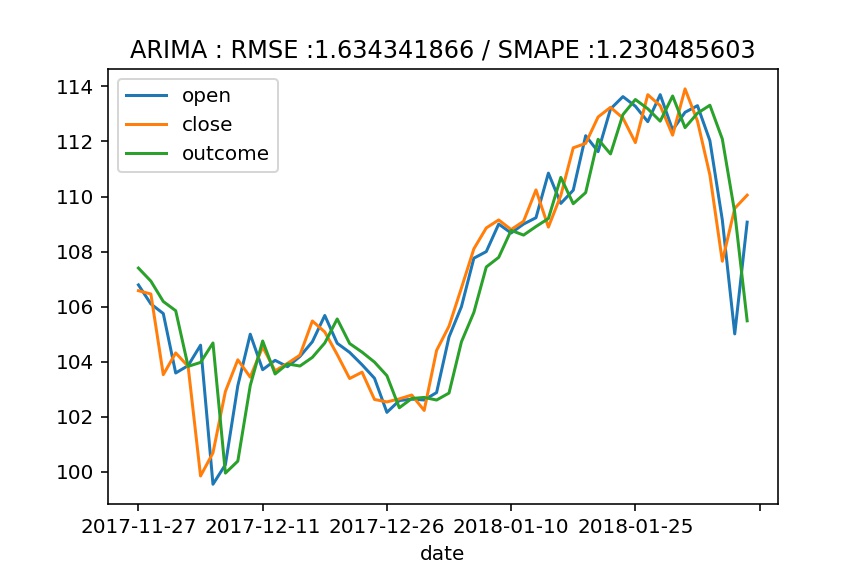 ARIMA : RMSE :1.634341866 / SMAPE :1.230485603
open
close
outcome
114
112
110
108
106
104
102
100
2017-11-27 2017-12-11 2017-12-26 2018-01-10 2018-01-25
date